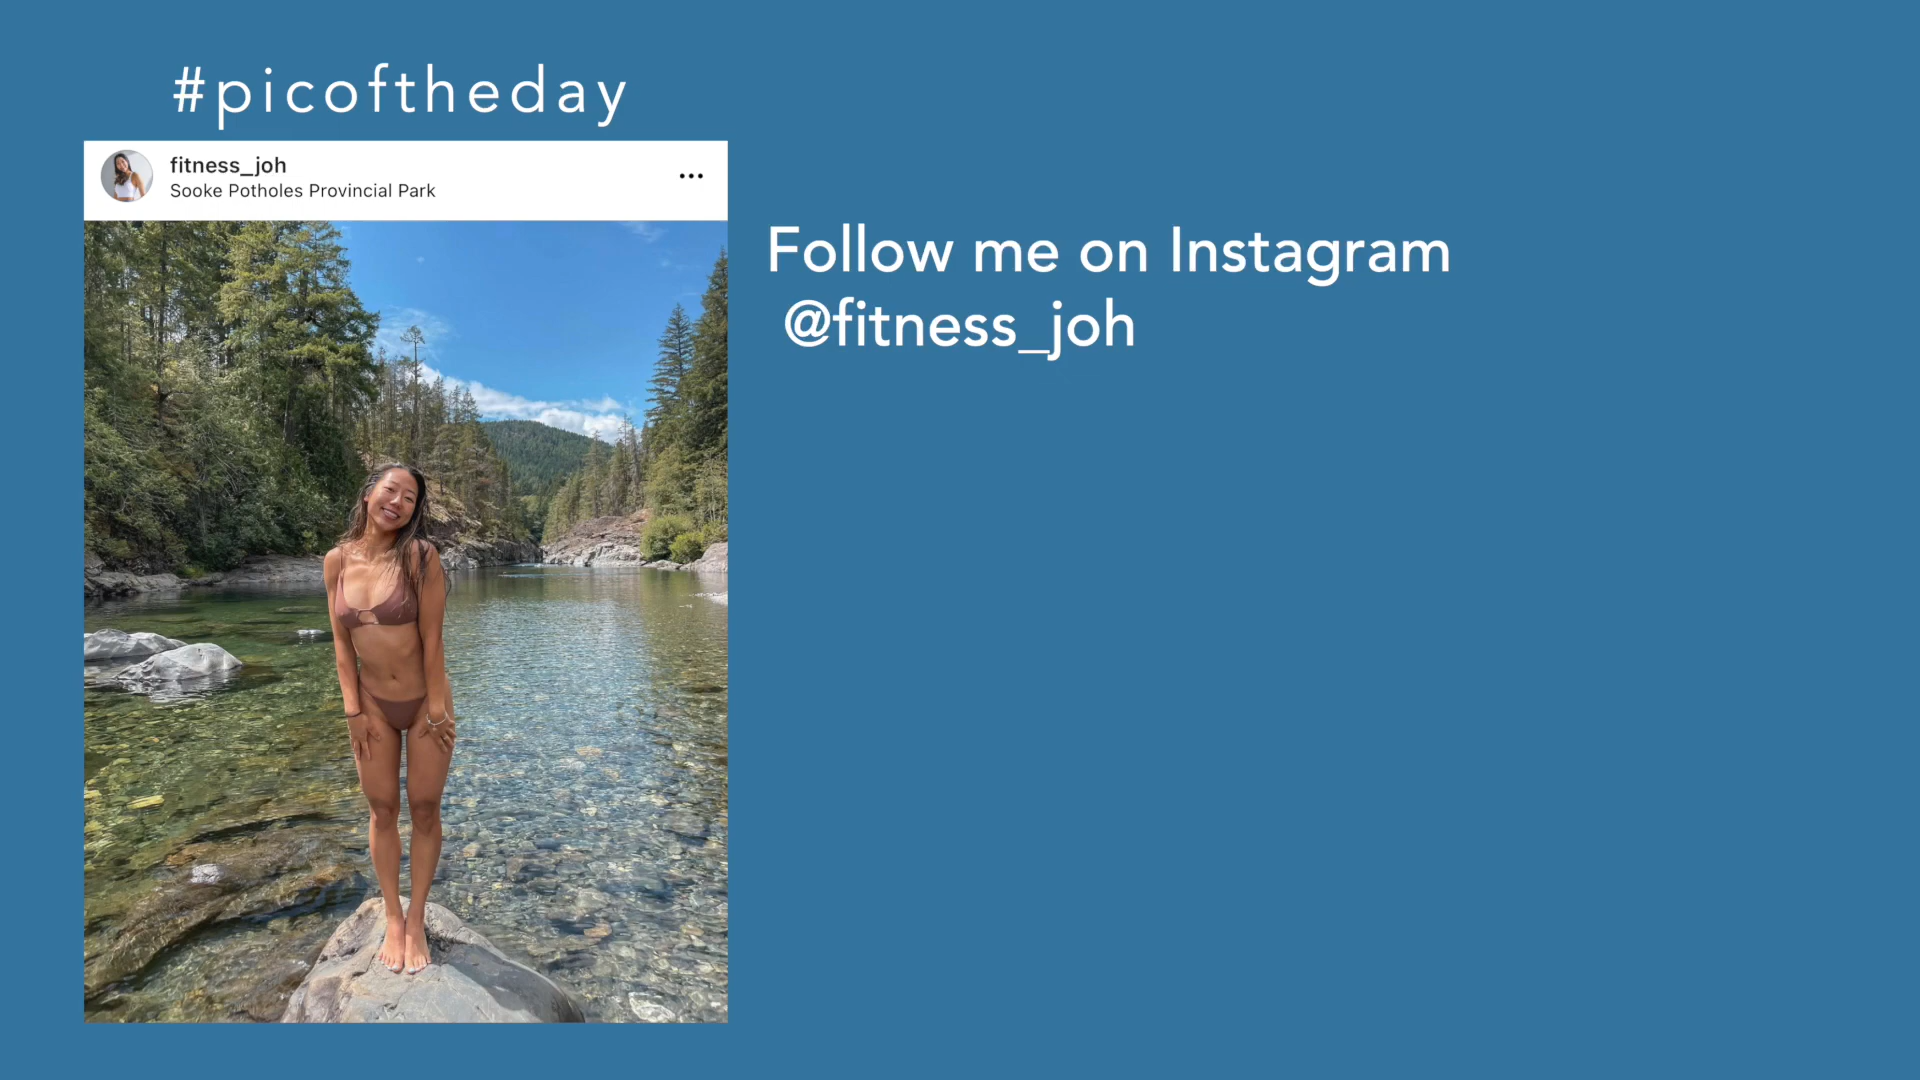 #picoftheday
fitness_joh
Sooke Potholes Provincial Park
Follow me on Instagram
@fitness_joh